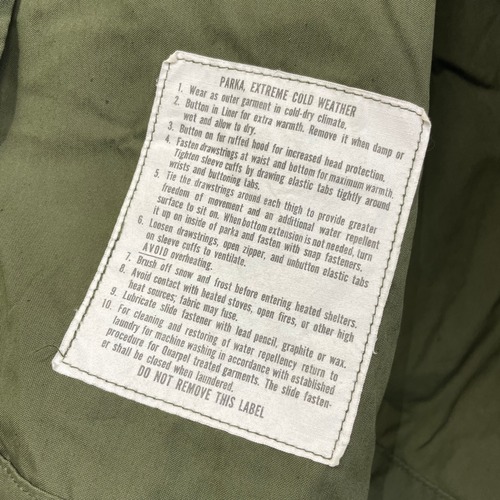 PARKA, EXTREME COLD WEATHER
1. Wear as outer garment in cold-dry climate.
2. Button in Liner for extra warmth. Remove it when damp or
wet and allow to dry.
3. Button on fur ruffed hood for increased head protection.
4. Fasten drawstrings at waist and bottom for maximum warmth.
Tighten sleeve cuffs by drawing elastic tabs tightly around
wrists and buttoning tabs.
5. Tie the drawstrings around each thigh to provide greater
freedom of movement and an additional water repellent
surface to sit on. When bottom extension is not needed, turn
it up on inside of parka and fasten with snap fasteners.
6. Loosen drawstrings, open zipper, and unbutton elastic tabs
on sleeve cuffs to ventilate.
AVOID overheating.
7. Brush off snow and frost before entering heated shelters.
8. Avoid contact with heated stoves, open fires, or other high
heat sources; fabric may fuse.
9. Lubricate slide fastener with lead pencil, graphite or wax.
10. For cleaning and restoring of water repellency return to
laundry for machine washing in accordance with established
procedure for Quarpel treated garments. The slide fasten-
er shall be closed when laundered.
DO NOT REMOVE THIS LABEL